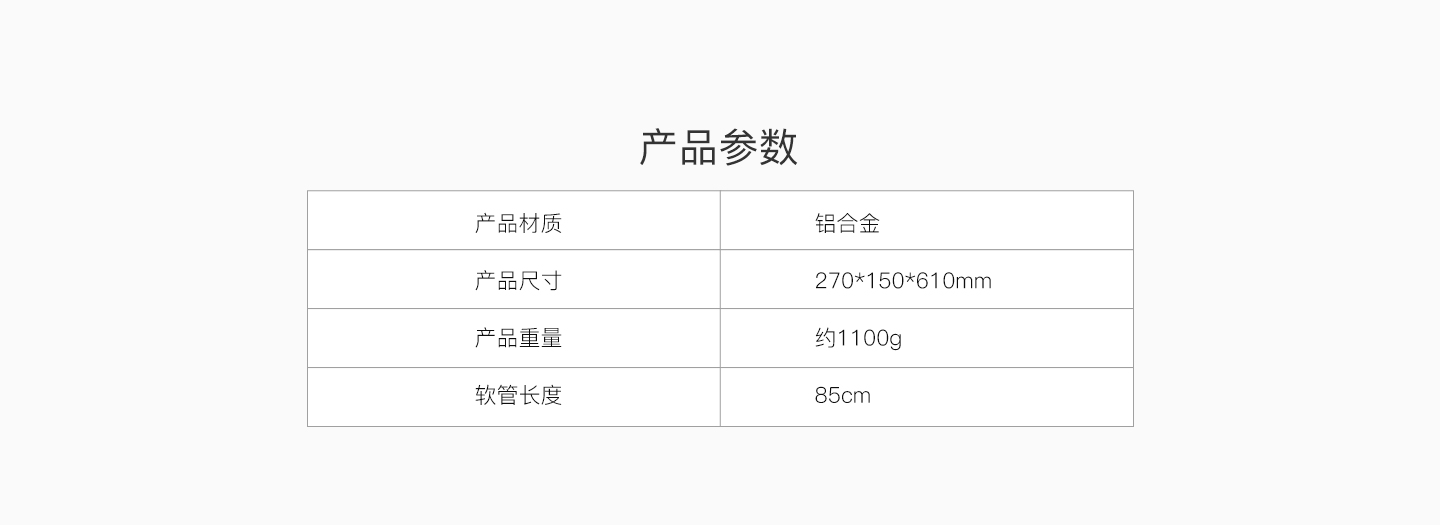 产品参数
产品材质 铝合金
产品尺寸 270*150*610mm
产品重量 约1100g
软管长度 85cm